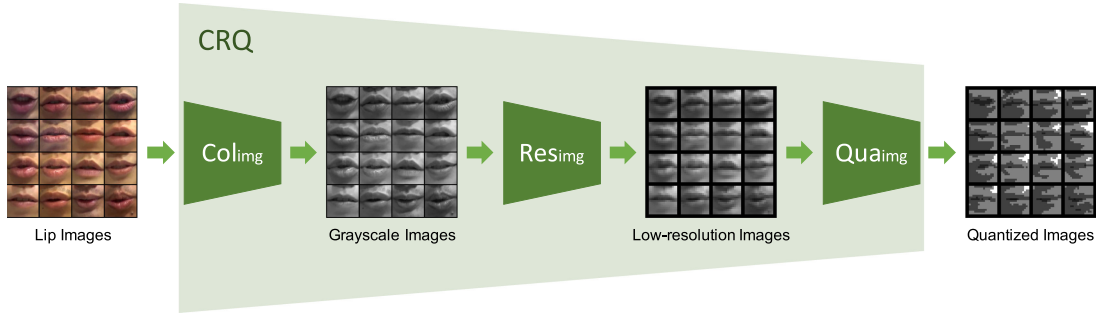 CRQ
Colimg
Resimg
Quaimg
Lip Images
Grayscale Images
Low-resolution Images
Quantized Images